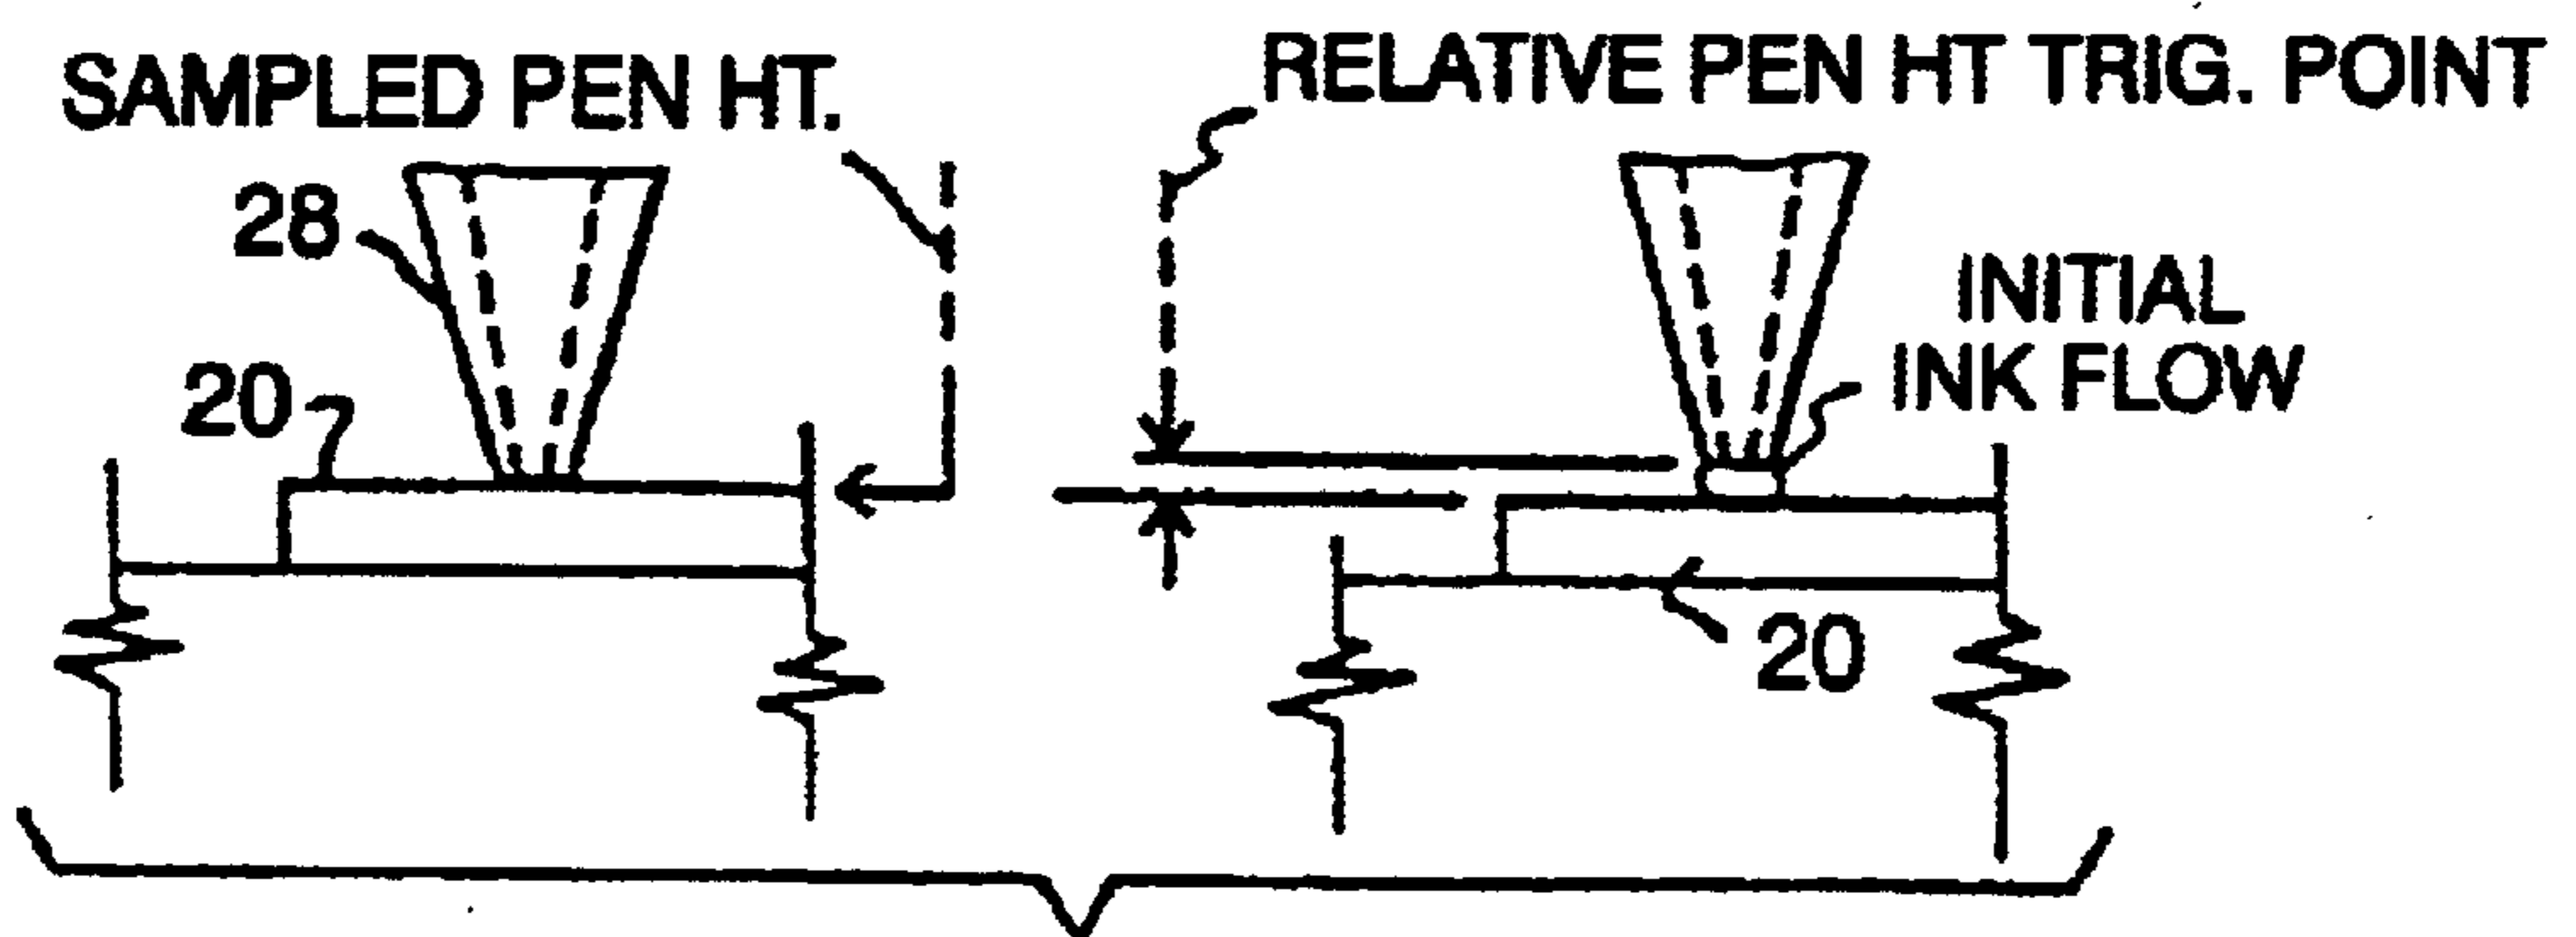 SAMPLED PEN HT.
RELATIVE PEN HT TRIG. POINT
28
20
INITIAL
INK FLOW
20